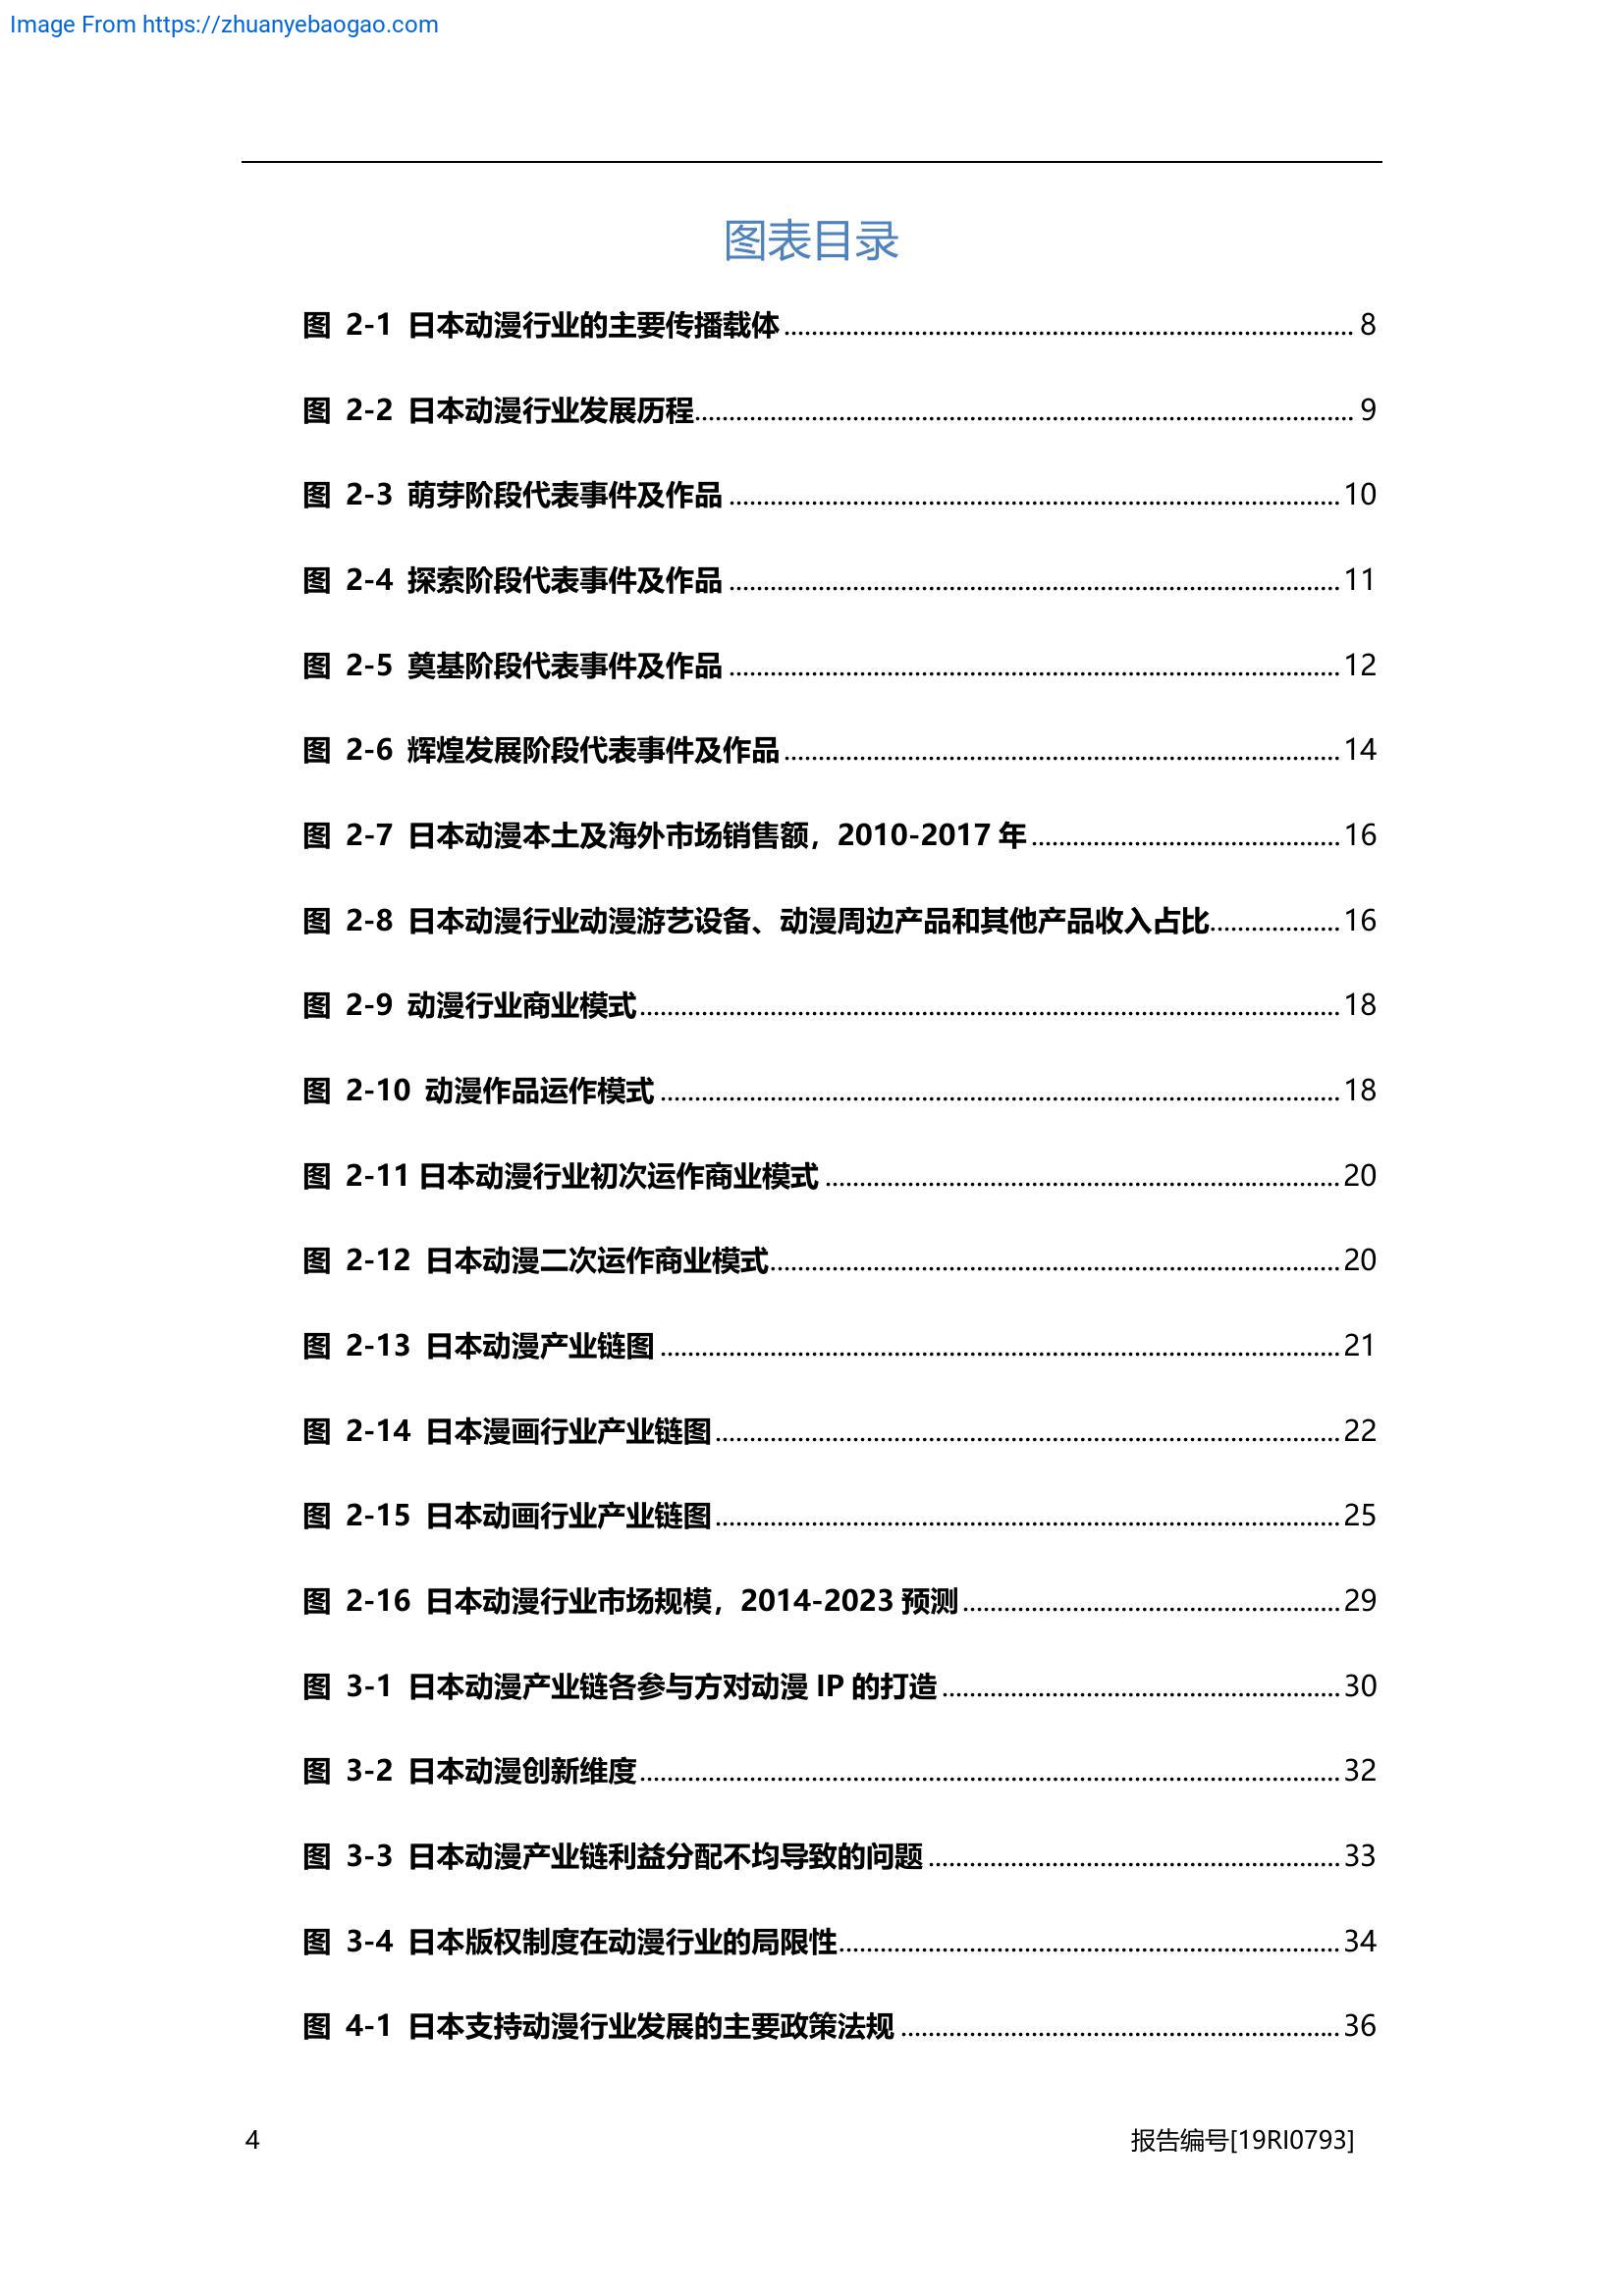 Image From https://zhuanyebaogao.com
图表目录
图 2-1 日本动漫行业的主要传播载体 8
图 2-2 日本动漫行业发展历程 9
图 2-3 萌芽阶段代表事件及作品 10
图 2-4 探索阶段代表事件及作品 11
图 2-5 奠基阶段代表事件及作品 12
图 2-6 辉煌发展阶段代表事件及作品 14
图 2-7 日本动漫本土及海外市场销售额，2010-2017 年 16
图 2-8 日本动漫行业动漫游艺设备、动漫周边产品和其他产品收入占比 16
图 2-9 动漫行业商业模式 18
图 2-10 动漫作品运作模式 18
图 2-11 日本动漫行业初次运作商业模式 20
图 2-12 日本动漫二次运作商业模式 20
图 2-13 日本动漫产业链图 21
图 2-14 日本漫画行业产业链图 22
图 2-15 日本动画行业产业链图 25
图 2-16 日本动漫行业市场规模，2014-2023 预测 29
图 3-1 日本动漫产业链各参与方对动漫 IP 的打造 30
图 3-2 日本动漫创新维度 32
图 3-3 日本动漫产业链利益分配不均导致的问题 33
图 3-4 日本版权制度在动漫行业的局限性 34
图 4-1 日本支持动漫行业发展的主要政策法规 36
4 报告编号[19RI0793]